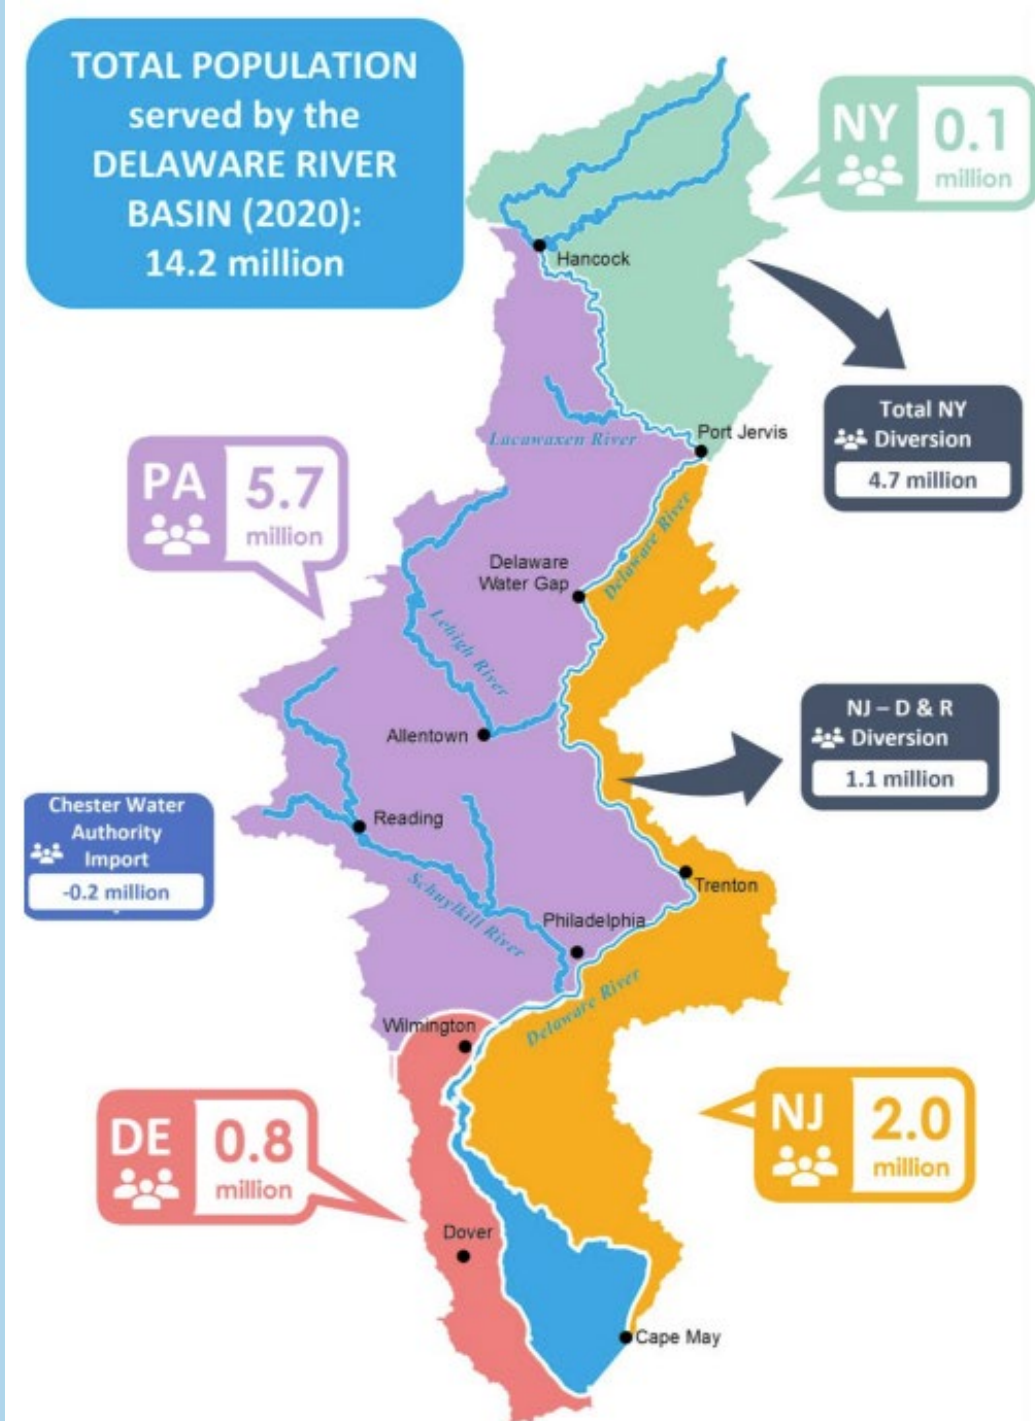 TOTAL POPULATION
served by the
DELAWARE RIVER
BASIN (2020):
14.2 million
NY
0.1
million
Hancock
Total NY
Diversion
4.7 million
Lacawaxen River
Port Jervis
PA
5.7
million
Delaware
Water Gap
Delaware River
Lehigh River
NJ – D & R
Diversion
1.1 million
Allentown
Chester Water
Authority
Import
-0.2 million
Reading
Schuylkill River
Trenton
Philadelphia
Delaware River
Wilmington
DE
0.8
million
NJ
2.0
million
Dover
Cape May